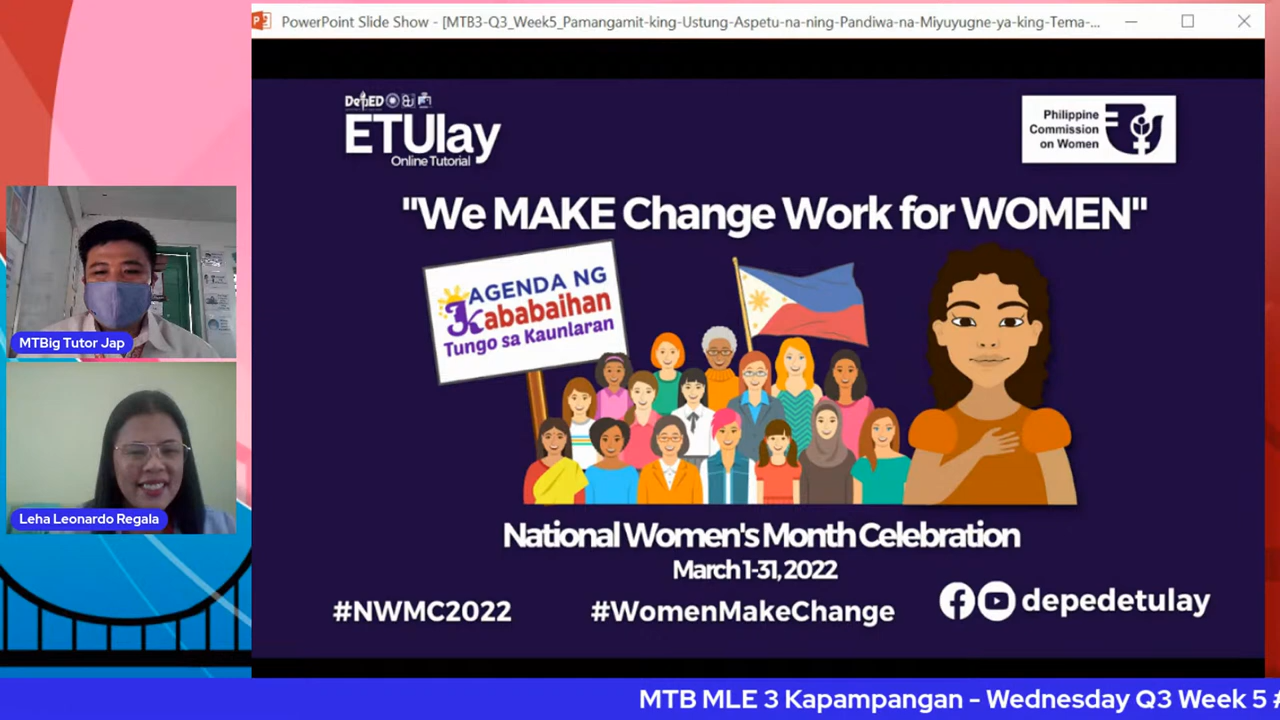 PowerPoint Slide Show - [MTB3-Q3_Week5_Pamangamit-king-Ustung-Aspetu-na-ning-Pandiwa-na-Miyuyugne-ya-king-Tema-...
DepED
ETUlay
Online Tutorial
Philippine
Commission
on Women
"We MAKE Change Work for WOMEN"
AGENDA NG
Kababaihan
Tungo sa Kaunlaran
MTBig Tutor Jap
Leha Leonardo Regala
National Women's Month Celebration
March 1-31, 2022
#NWMC2022
#WomenMakeChange
depedetulay
MTB MLE 3 Kapampangan - Wednesday Q3 Week 5 #